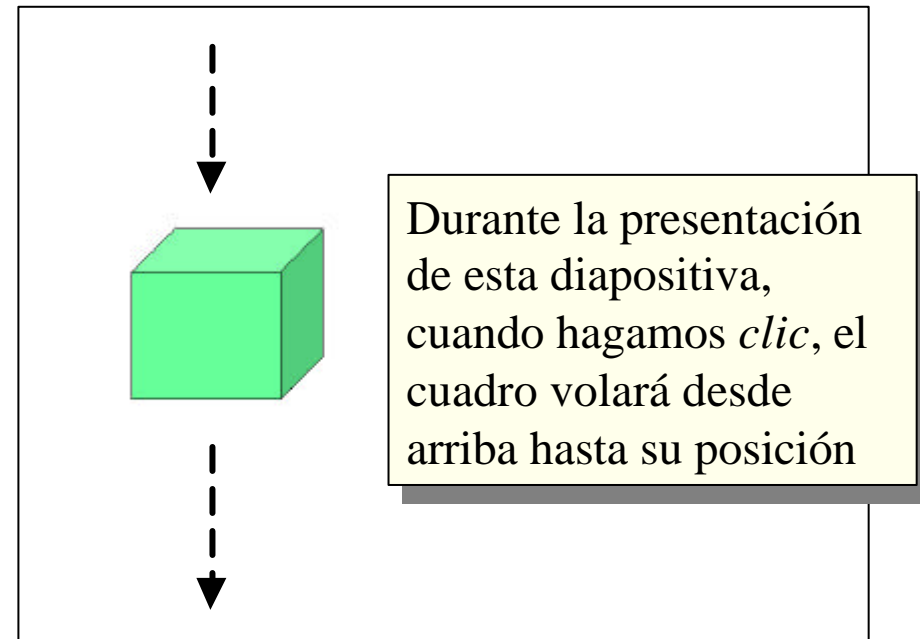 Durante la presentación
de esta diapositiva,
cuando hagamos clic, el
cuadro volará desde
arriba hasta su posición